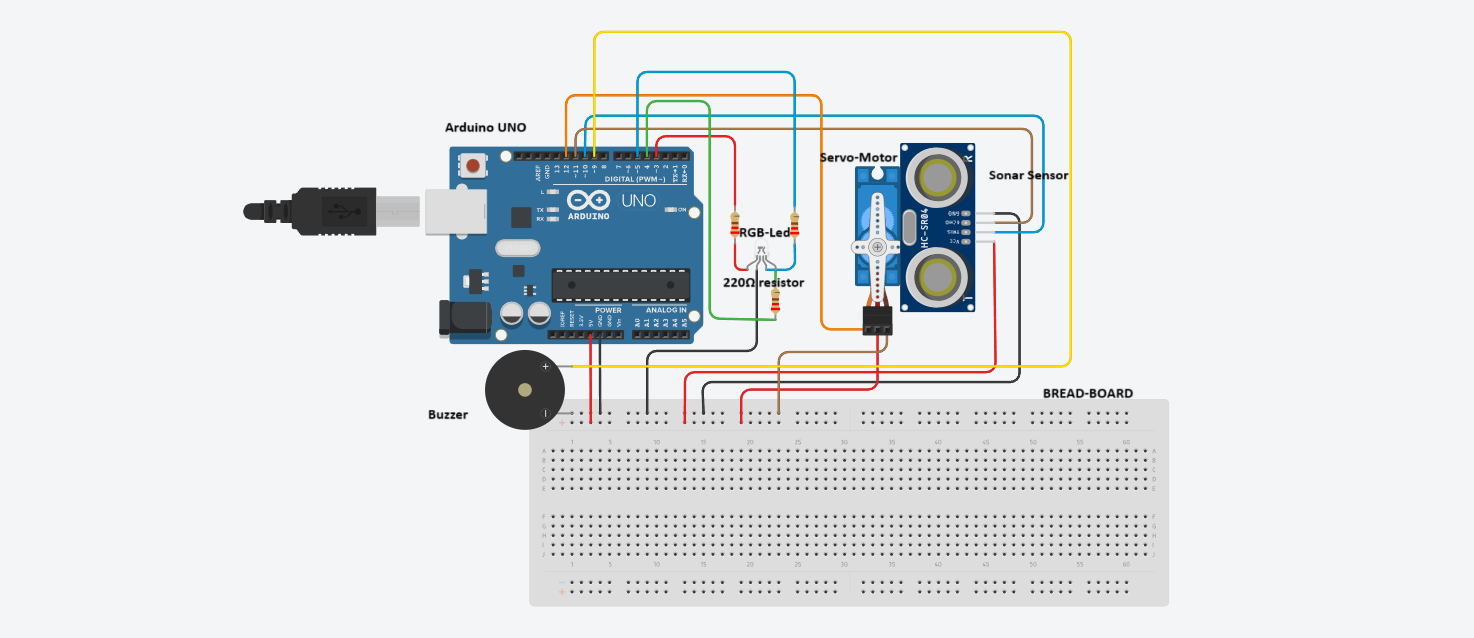 Arduino UNO
AREF
GND
13
12
~11
~10
~9
8
7
~6
~5
4
~3
2
TX→1
RX←0
DIGITAL (PWM~)
L
TX
RX
ARDUINO
UNO
ON
IOREF
RESET
3.3V
5V
GND
GND
Vin
POWER
ANALOG IN
A0
A1
A2
A3
A4
A5
RGB-Led
220Ω resistor
Servo-Motor
Sonar Sensor
HC-SR04
GND
ECHO
TRIG
VCC
Buzzer
+
BREAD-BOARD
1 5 10 15 20 25 30 35 40 45 50 55 60
A A
B B
C C
D D
E E
F F
G G
H H
I I
J J
1 5 10 15 20 25 30 35 40 45 50 55 60